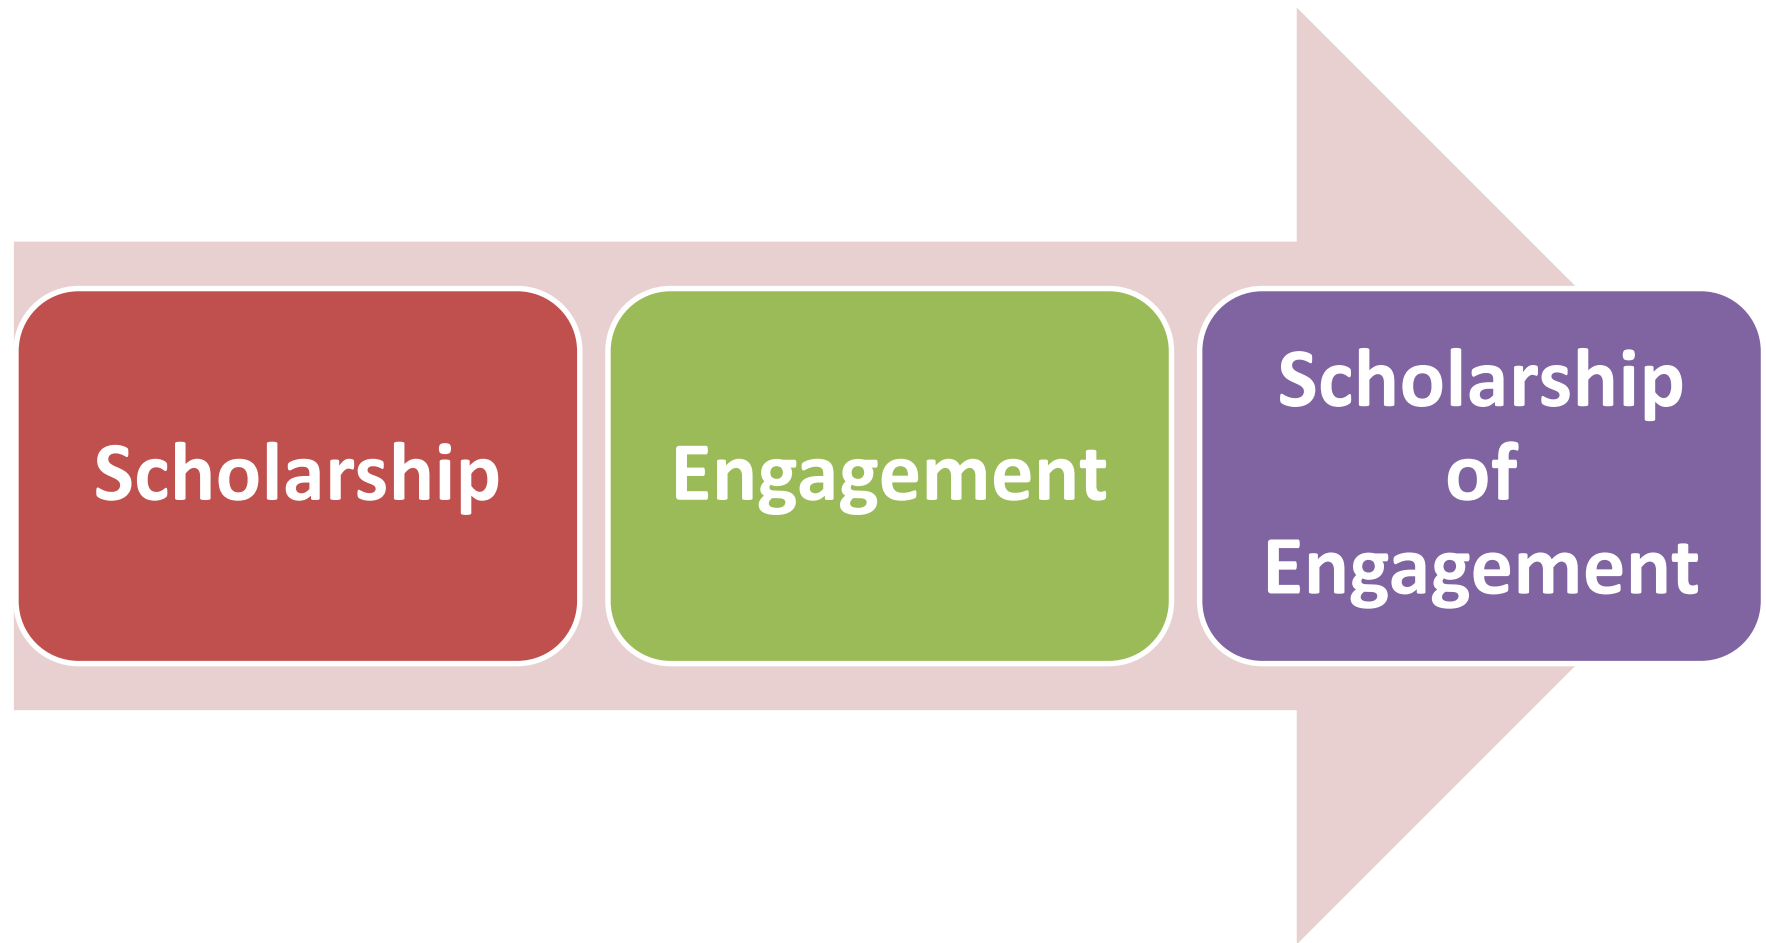 Scholarship
Engagement
Scholarship
of
Engagement